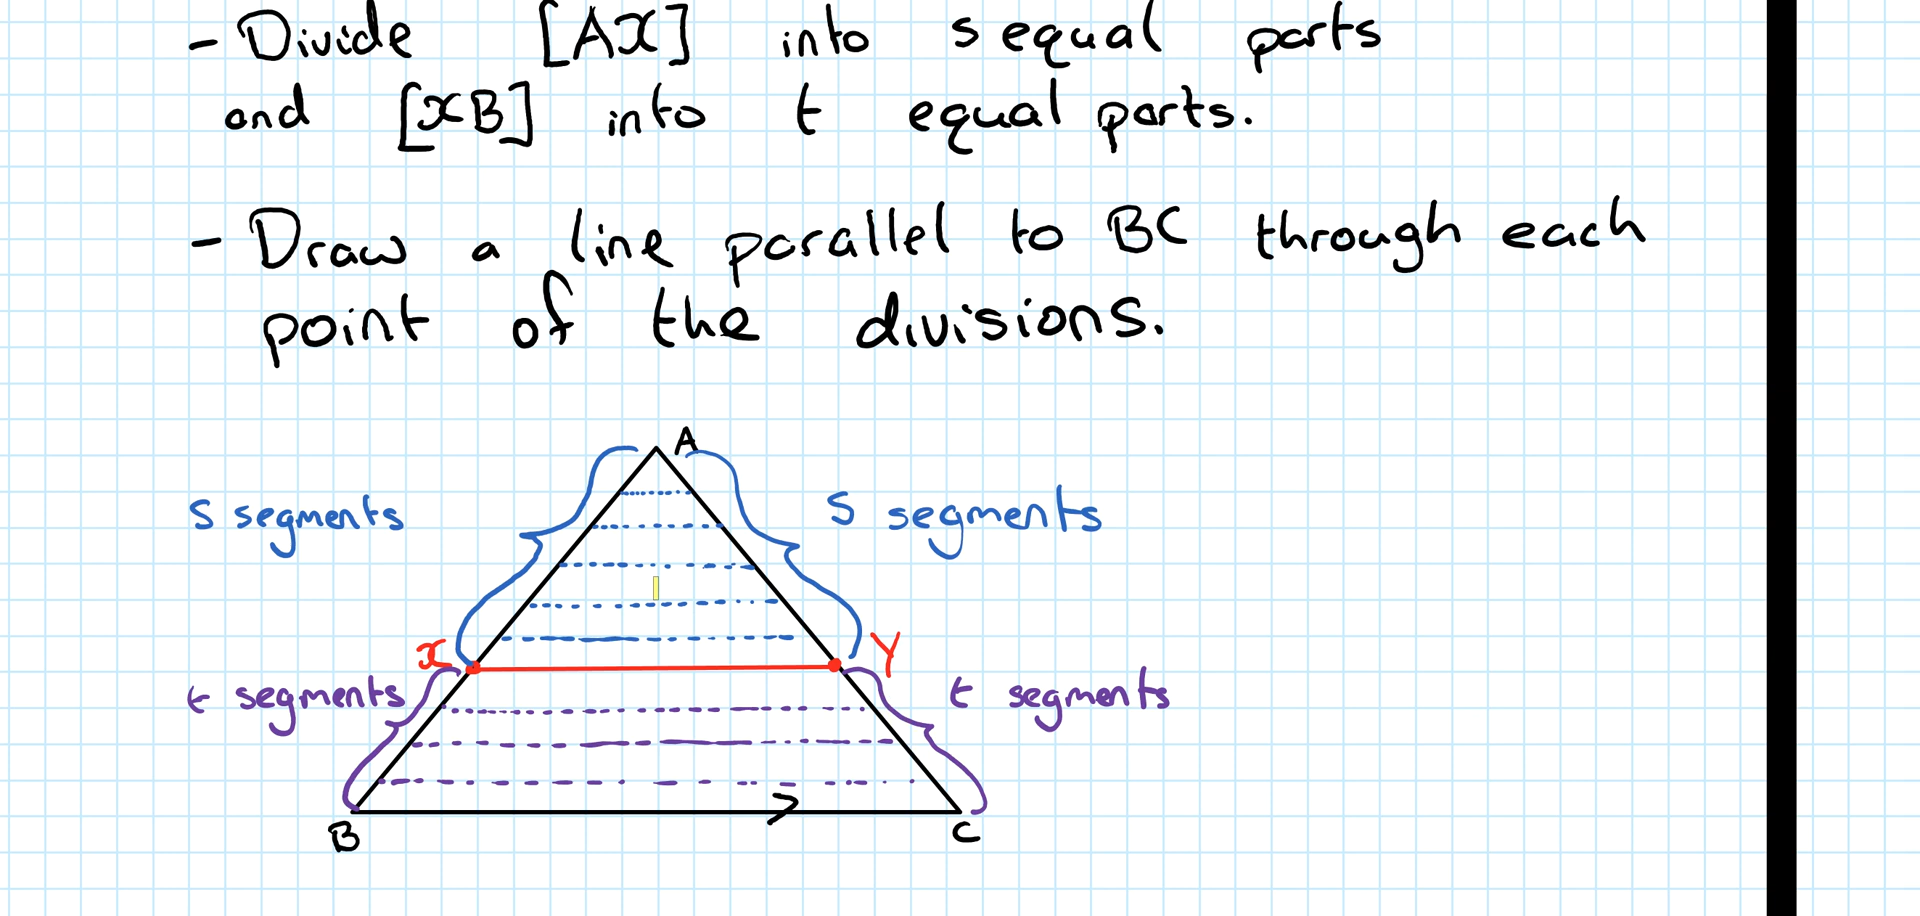 - Divide [AX] into s equal parts
and [XB] into t equal parts.
- Draw a line parallel to BC through each
point of the divisions.
A
S segments
S segments
X
Y
t segments
t segments
B
C